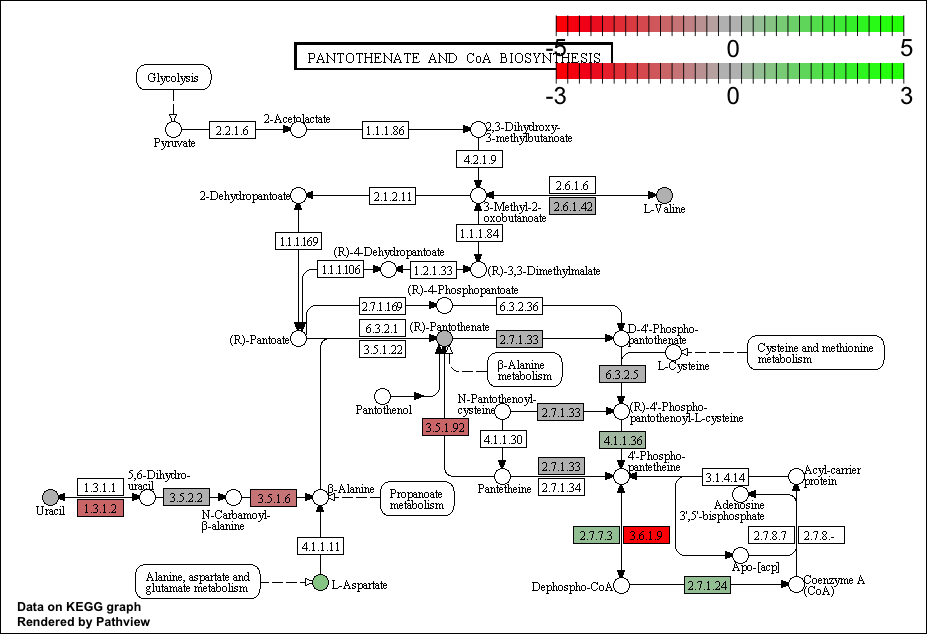 -5 0 5
PANTOTHENATE AND CoA BIOSYNTHESIS
-3 0 3
Glycolysis
Pyruvate
2.2.1.6
2-Acetolactate
1.1.1.86
2,3-Dihydroxy-
3-methylbutanoate
4.2.1.9
2-Dehydropantoate
2.1.2.11
3-Methyl-2-
oxobutanoate
2.6.1.6
2.6.1.42
L-Valine
1.1.1.169
1.1.1.84
(R)-4-Dehydropantoate
1.1.1.106
1.2.1.33
(R)-3,3-Dimethylmalate
(R)-4-Phosphopantoate
2.7.1.169
6.3.2.36
(R)-Pantoate
6.3.2.1
3.5.1.22
(R)-Pantothenate
2.7.1.33
D-4'-Phospho-
pantothenate
β-Alanine
metabolism
L-Cysteine
Cysteine and methionine
metabolism
6.3.2.5
Pantothenol
N-Pantothenoyl-
cysteine
2.7.1.33
(R)-4'-Phospho-
pantothenoyl-L-cysteine
3.5.1.92
4.1.1.30
4.1.1.36
4'-Phospho-
pantetheine
2.7.1.33
2.7.1.34
Pantetheine
3.1.4.14
Acyl-carrier
protein
Adenosine
3',5'-bisphosphate
Uracil
1.3.1.1
1.3.1.2
5,6-Dihydro-
uracil
3.5.2.2
N-Carbamoyl-
β-alanine
3.5.1.6
β-Alanine
Propanoate
metabolism
2.7.7.3
3.6.1.9
2.7.8.7
2.7.8.-
4.1.1.11
Apo-[acp]
Alanine, aspartate and
glutamate metabolism
L-Aspartate
Dephospho-CoA
2.7.1.24
Coenzyme A
(CoA)
Data on KEGG graph
Rendered by Pathview